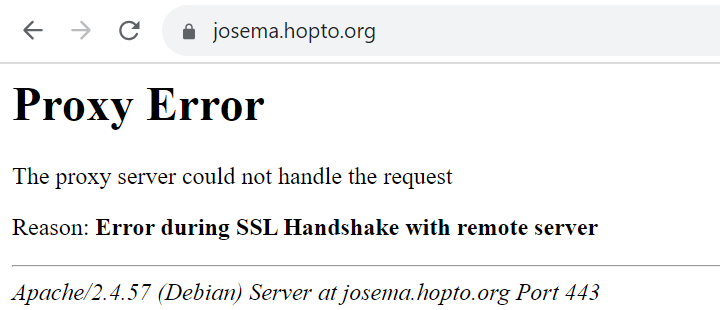 josema.hopto.org
Proxy Error
The proxy server could not handle the request
Reason: Error during SSL Handshake with remote server
Apache/2.4.57 (Debian) Server at josema.hopto.org Port 443